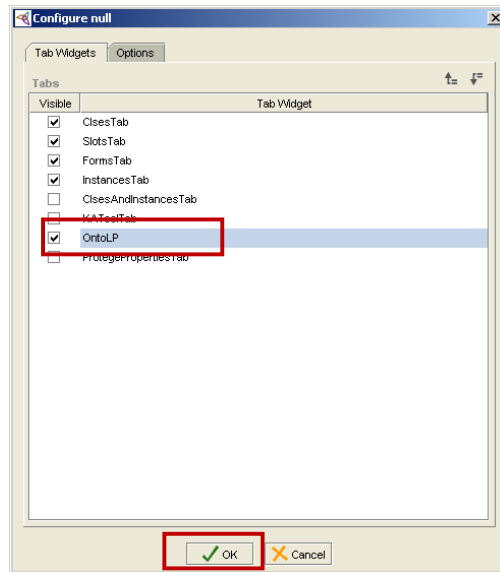 Configure null
Tab Widgets Options
Tabs
Visible Tab Widget
ClsesTab
SlotsTab
FormsTab
InstancesTab
ClsesAndInstancesTab
KAToolTab
OntoLP
ProtegePropertiesTab
OK Cancel